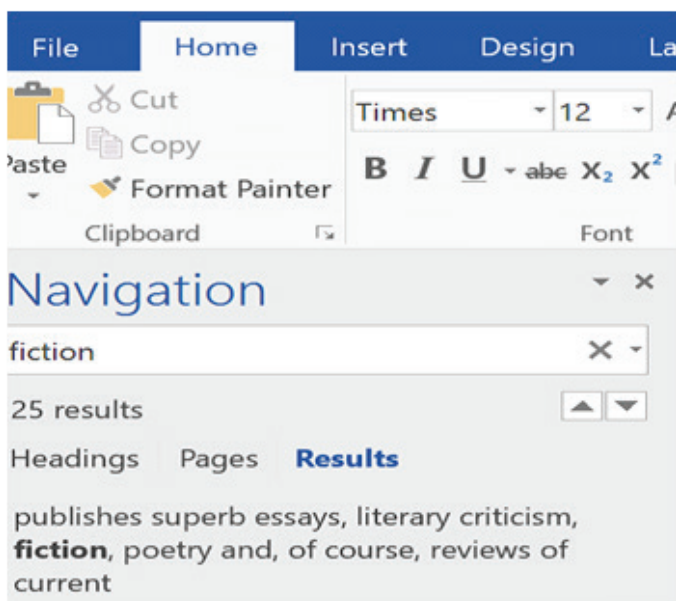 File Home Insert Design La
Cut
Times 12 A
Copy
Paste
B I U abc X₂ X²
Format Painter
Clipboard Font
Navigation
fiction
25 results
Headings Pages Results
publishes superb essays, literary criticism,
fiction, poetry and, of course, reviews of
current